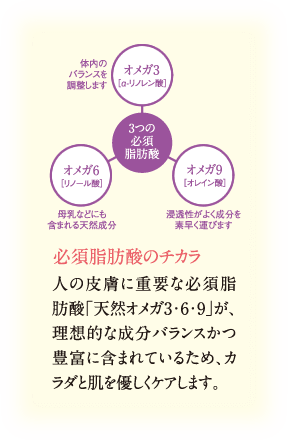 体内の
バランスを
調整します
オメガ3
[α-リノレン酸]
3つの
必須
脂肪酸
オメガ6
[リノール酸]
オメガ9
[オレイン酸]
母乳などにも
含まれる天然成分
浸透性がよく成分を
素早く運びます
必須脂肪酸のチカラ
人の皮膚に重要な必須脂
肪酸「天然オメガ3・6・9」が、
理想的な成分バランスかつ
豊富に含まれているため、カ
ラダと肌を優しくケアします。